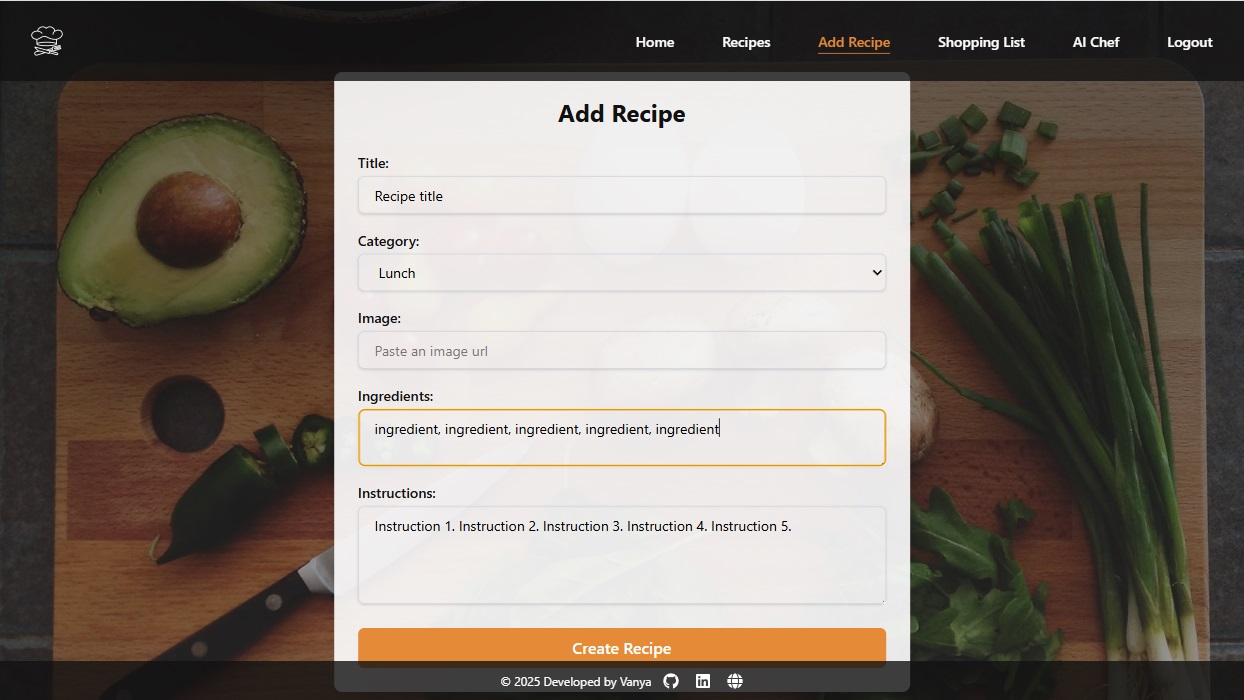 Home Recipes Add Recipe Shopping List AI Chef Logout
Add Recipe
Title:
Recipe title
Category:
Lunch
Image:
Paste an image url
Ingredients:
ingredient, ingredient, ingredient, ingredient, ingredient
Instructions:
Instruction 1. Instruction 2. Instruction 3. Instruction 4. Instruction 5.
Create Recipe
© 2025 Developed by Vanya